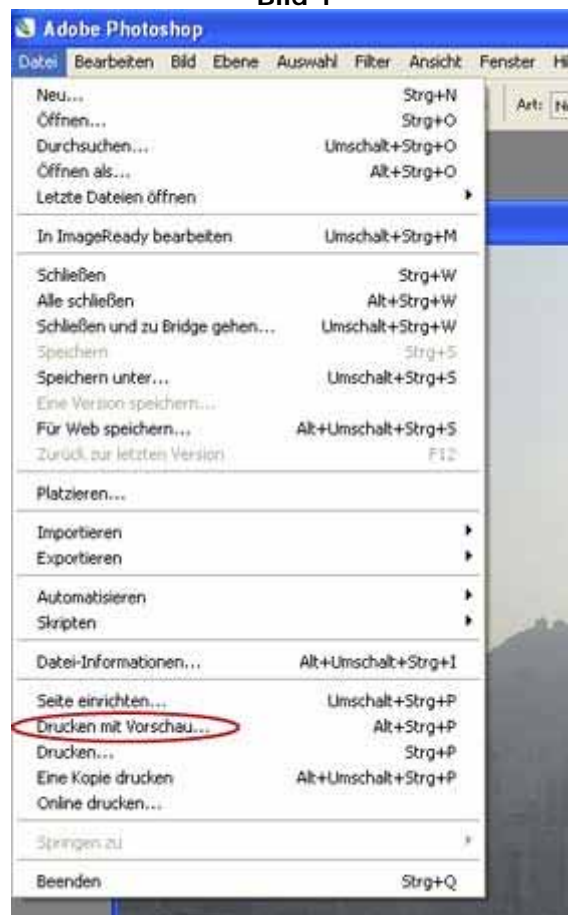 Adobe Photoshop
Datei Bearbeiten Bild Ebene Auswahl Filter Ansicht Fenster
Art:
Neu... Strg+N
Öffnen... Strg+O
Durchsuchen... Umschalt+Strg+O
Öffnen als... Alt+Strg+O
Letzte Dateien öffnen
In ImageReady bearbeiten Umschalt+Strg+M
Schließen Strg+W
Alle schließen Alt+Strg+W
Schließen und zu Bridge gehen... Umschalt+Strg+W
Speichern Strg+S
Speichern unter... Umschalt+Strg+S
Eine Version speichern...
Für Web speichern... Alt+Umschalt+Strg+S
Zurück zur letzten Version F12
Platzieren...
Importieren
Exportieren
Automatisieren
Skripten
Datei-Informationen... Alt+Umschalt+Strg+I
Seite einrichten... Umschalt+Strg+P
Drucken mit Vorschau... Alt+Strg+P
Drucken... Strg+P
Eine Kopie drucken Alt+Umschalt+Strg+P
Online drucken...
Springen zu
Beenden Strg+Q